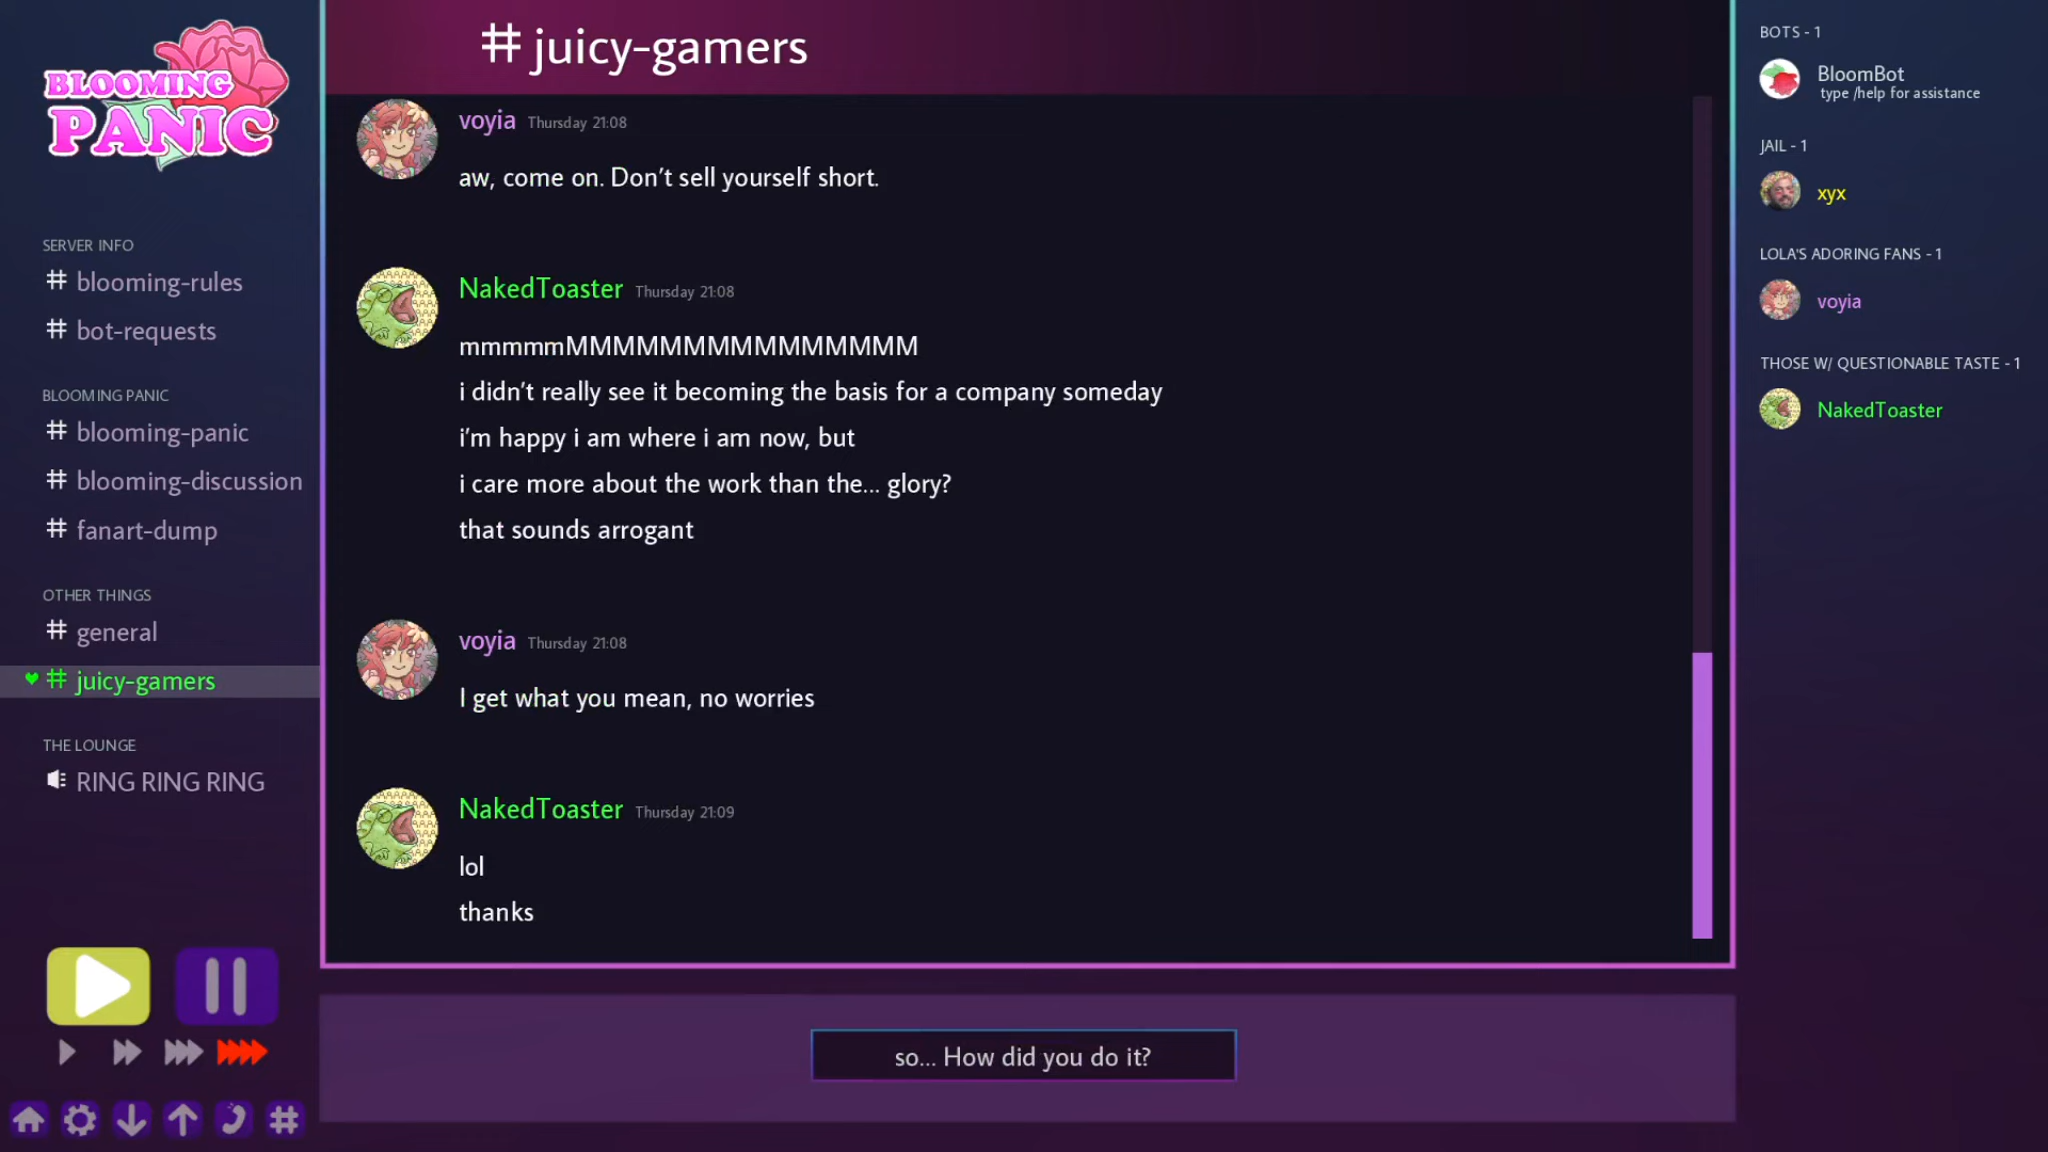 BLOOMING
PANIC
SERVER INFO
# blooming-rules
# bot-requests
BLOOMING PANIC
# blooming-panic
# blooming-discussion
# fanart-dump
OTHER THINGS
# general
# juicy-gamers
THE LOUNGE
RING RING RING
# juicy-gamers
voyia Thursday 21:08
aw, come on. Don't sell yourself short.
NakedToaster Thursday 21:08
mmmmmMMMMMMMMMMMMMMM
i didn't really see it becoming the basis for a company someday
i'm happy i am where i am now, but
i care more about the work than the... glory?
that sounds arrogant
voyia Thursday 21:08
I get what you mean, no worries
NakedToaster Thursday 21:09
lol
thanks
so... How did you do it?
BOTS - 1
BloomBot
type /help for assistance
JAIL - 1
xyx
LOLA'S ADORING FANS - 1
voyia
THOSE W/ QUESTIONABLE TASTE - 1
NakedToaster